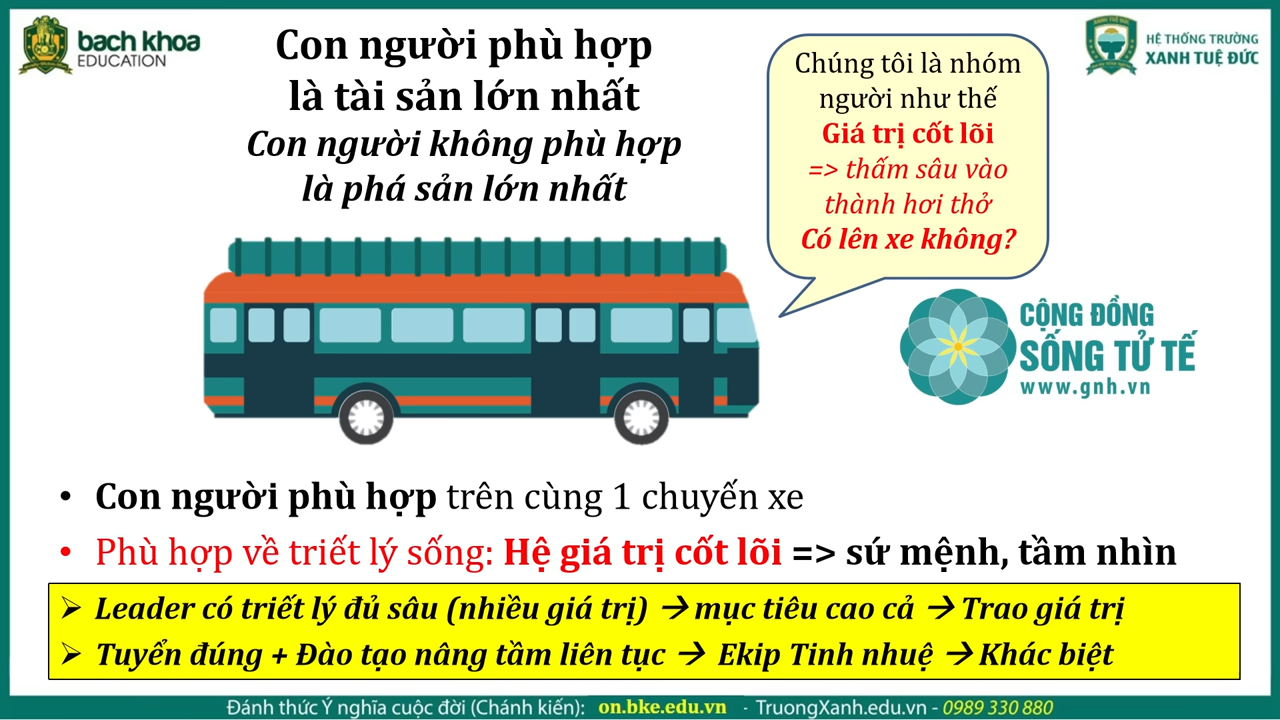 bach khoa
EDUCATION
Con người phù hợp
là tài sản lớn nhất
Con người không phù hợp
là phá sản lớn nhất
Chúng tôi là nhóm
người như thế
Giá trị cốt lõi
=> thấm sâu vào
thành hơi thở
Có lên xe không?
HỆ THỐNG TRƯỜNG
XANH TUỆ ĐỨC
CỘNG ĐỒNG
SỐNG TỬ TẾ
www.gnh.vn
• Con người phù hợp trên cùng 1 chuyến xe
• Phù hợp về triết lý sống: Hệ giá trị cốt lõi => sứ mệnh, tầm nhìn
➢ Leader có triết lý đủ sâu (nhiều giá trị) → mục tiêu cao cả → Trao giá trị
➢ Tuyển đúng + Đào tạo nâng tầm liên tục → Ekip Tinh nhuệ → Khác biệt
Đánh thức Ý nghĩa cuộc đời (Chánh kiến): on.bke.edu.vn - TruongXanh.edu.vn - 0989 330 880